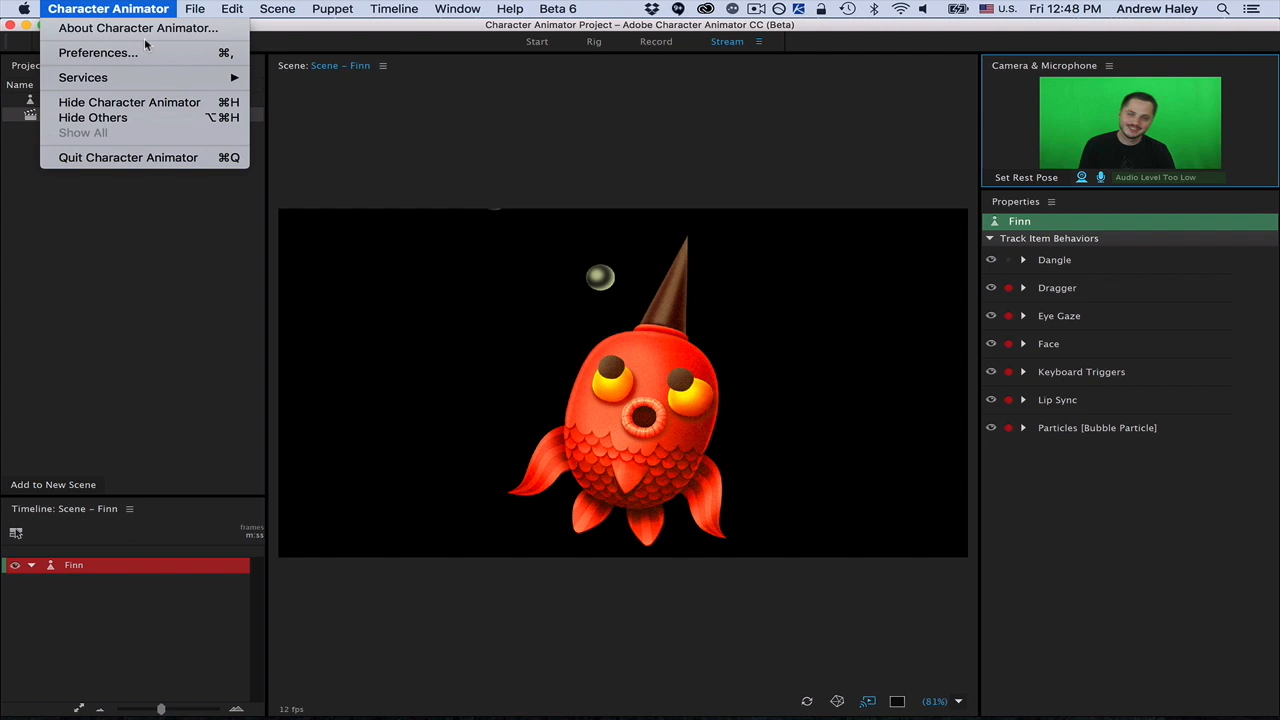 Character Animator File Edit Scene Puppet Timeline Window Help Beta 6 U.S. Fri 12:48 PM Andrew Haley
Character Animator Project – Adobe Character Animator CC (Beta)
About Character Animator...
Preferences... ⌘,
Services
Hide Character Animator ⌘H
Hide Others ⌥⌘H
Show All
Quit Character Animator ⌘Q
Start Rig Record Stream
Projec
Name
Scene: Scene – Finn
Add to New Scene
Timeline: Scene – Finn
frames
m:ss
Finn
12 fps
(81%)
Camera & Microphone
Set Rest Pose Audio Level Too Low
Properties
Finn
Track Item Behaviors
Dangle
Dragger
Eye Gaze
Face
Keyboard Triggers
Lip Sync
Particles [Bubble Particle]